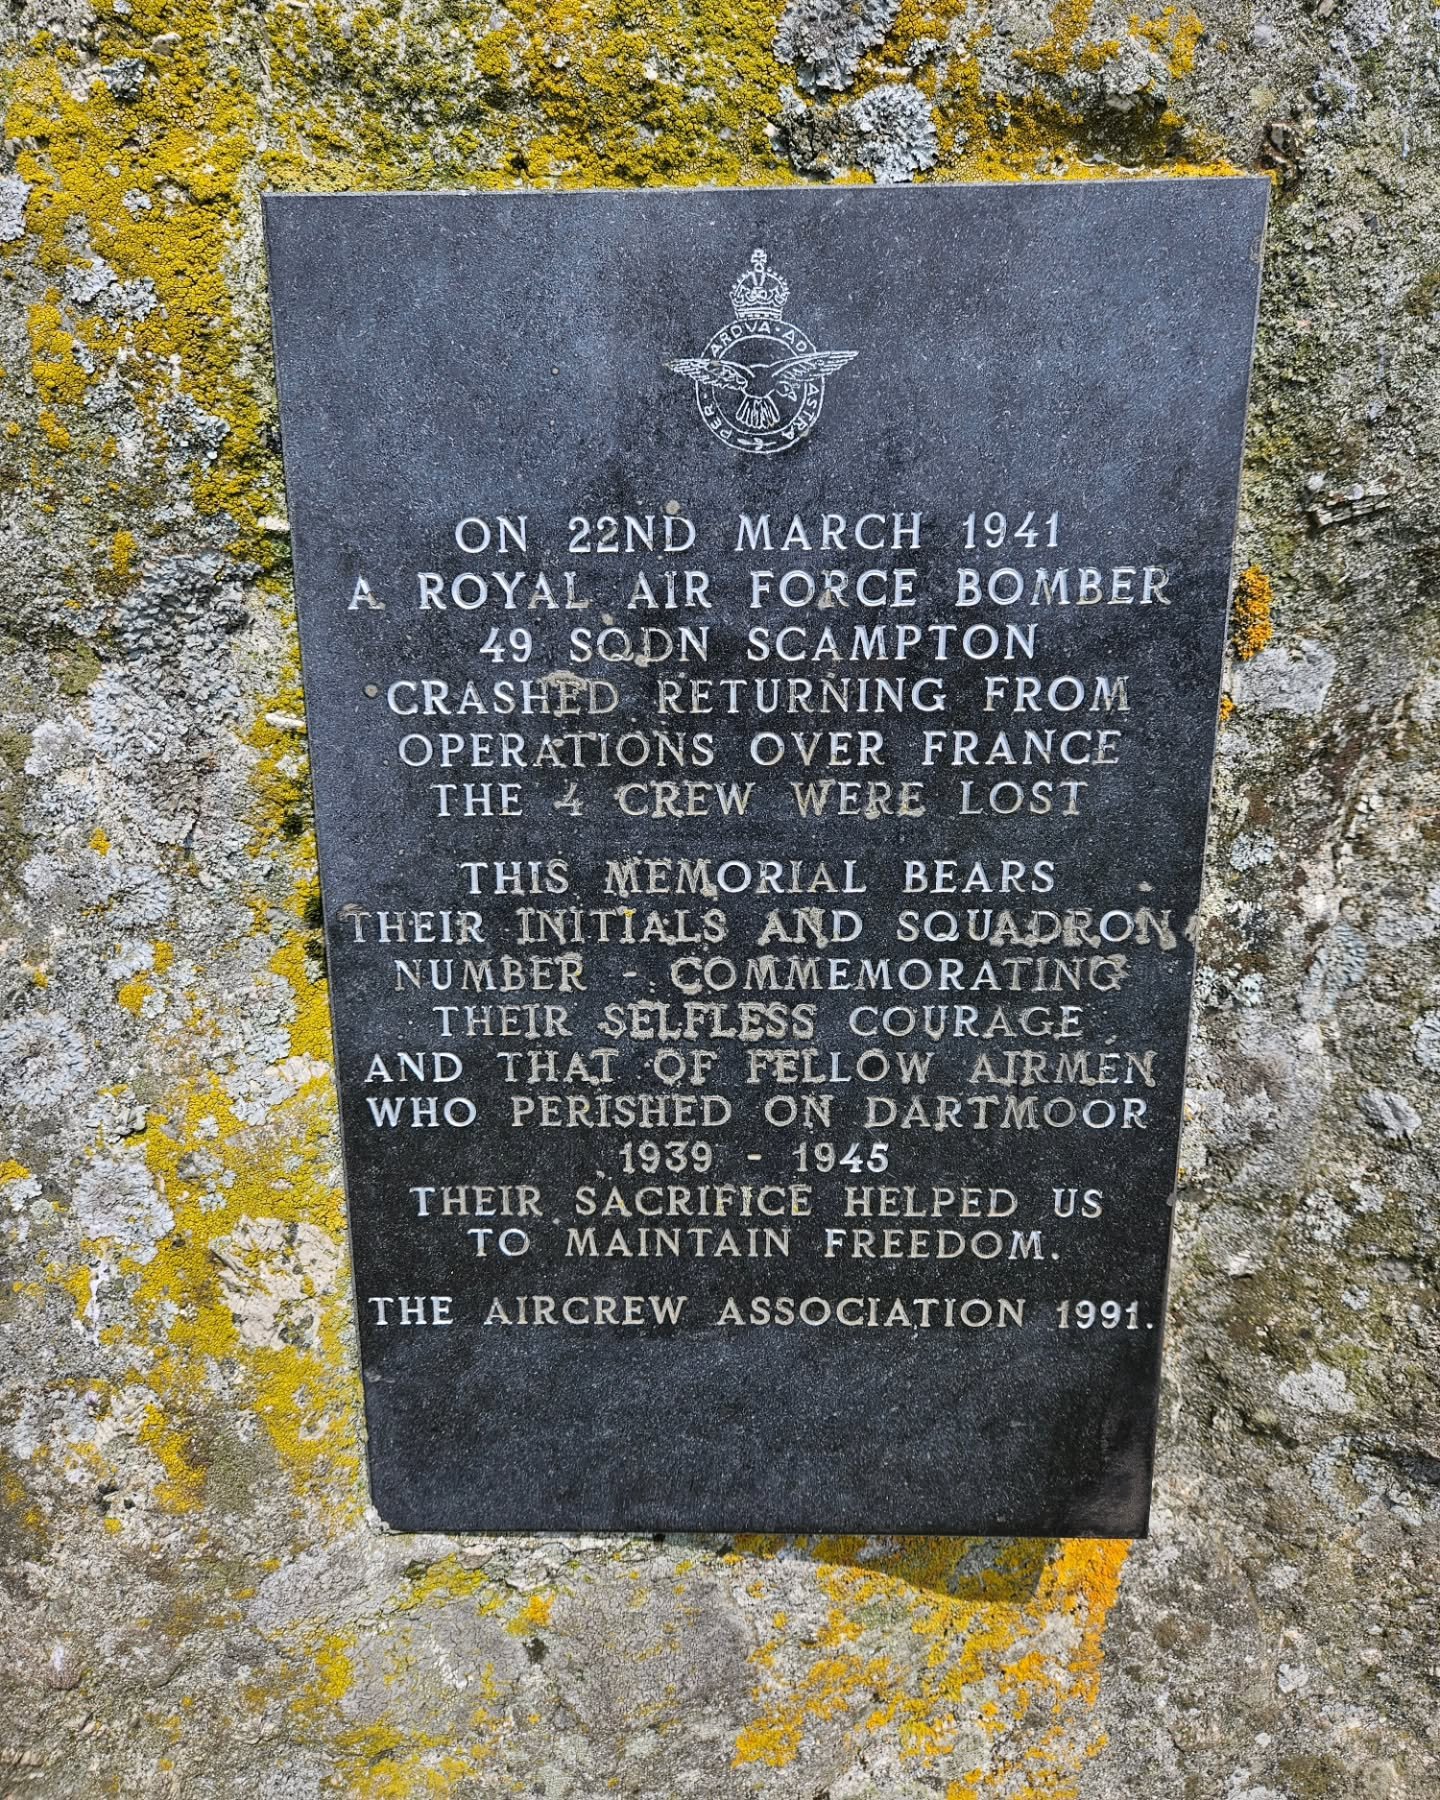 PER ARDVA AD ASTRA
ON 22ND MARCH 1941
A ROYAL AIR FORCE BOMBER
49 SQDN SCAMPTON
CRASHED RETURNING FROM
OPERATIONS OVER FRANCE
THE 4 CREW WERE LOST
THIS MEMORIAL BEARS
THEIR INITIALS AND SQUADRON
NUMBER - COMMEMORATING
THEIR SELFLESS COURAGE
AND THAT OF FELLOW AIRMEN
WHO PERISHED ON DARTMOOR
1939 - 1945
THEIR SACRIFICE HELPED US
TO MAINTAIN FREEDOM.
THE AIRCREW ASSOCIATION 1991.